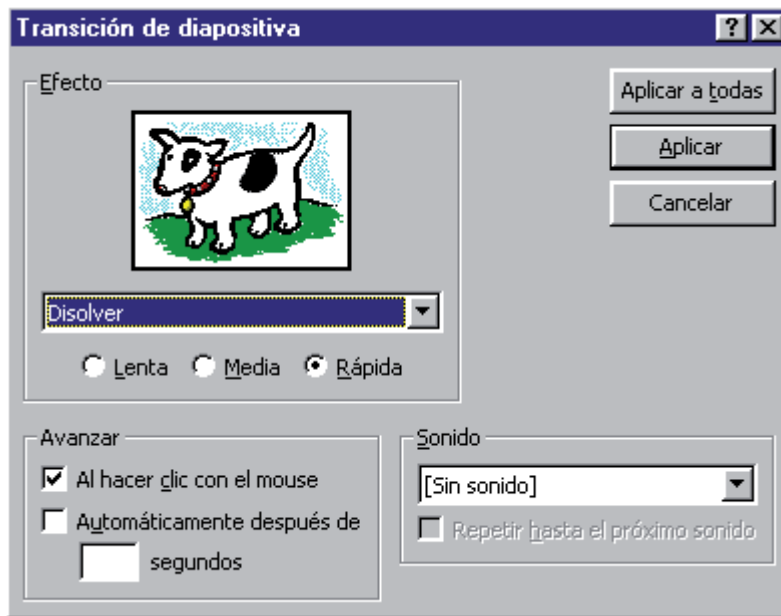 Transición de diapositiva
Efecto
Disolver
Lenta Media Rápida
Aplicar a todas
Aplicar
Cancelar
Avanzar
Al hacer clic con el mouse
Automáticamente después de
segundos
Sonido
[Sin sonido]
Repetir hasta el próximo sonido